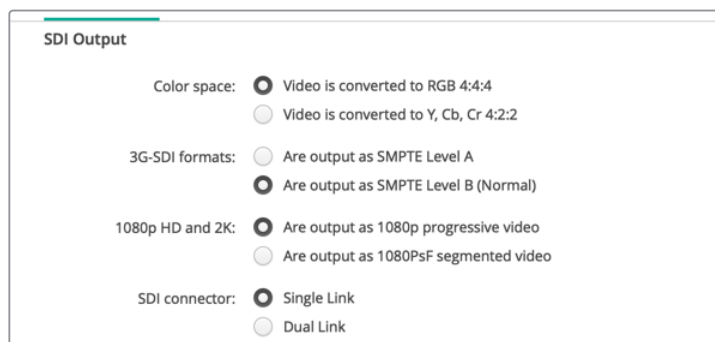 SDI Output
Color space: Video is converted to RGB 4:4:4
Video is converted to Y, Cb, Cr 4:2:2
3G-SDI formats: Are output as SMPTE Level A
Are output as SMPTE Level B (Normal)
1080p HD and 2K: Are output as 1080p progressive video
Are output as 1080PsF segmented video
SDI connector: Single Link
Dual Link